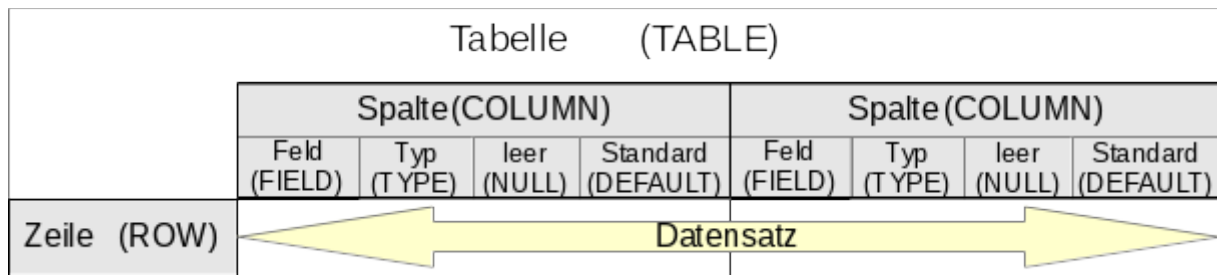 Tabelle (TABLE)
Spalte(COLUMN) Spalte(COLUMN)
Feld Typ leer Standard Feld Typ leer Standard
(FIELD) (TYPE) (NULL) (DEFAULT) (FIELD) (TYPE) (NULL) (DEFAULT)
Zeile (ROW) Datensatz